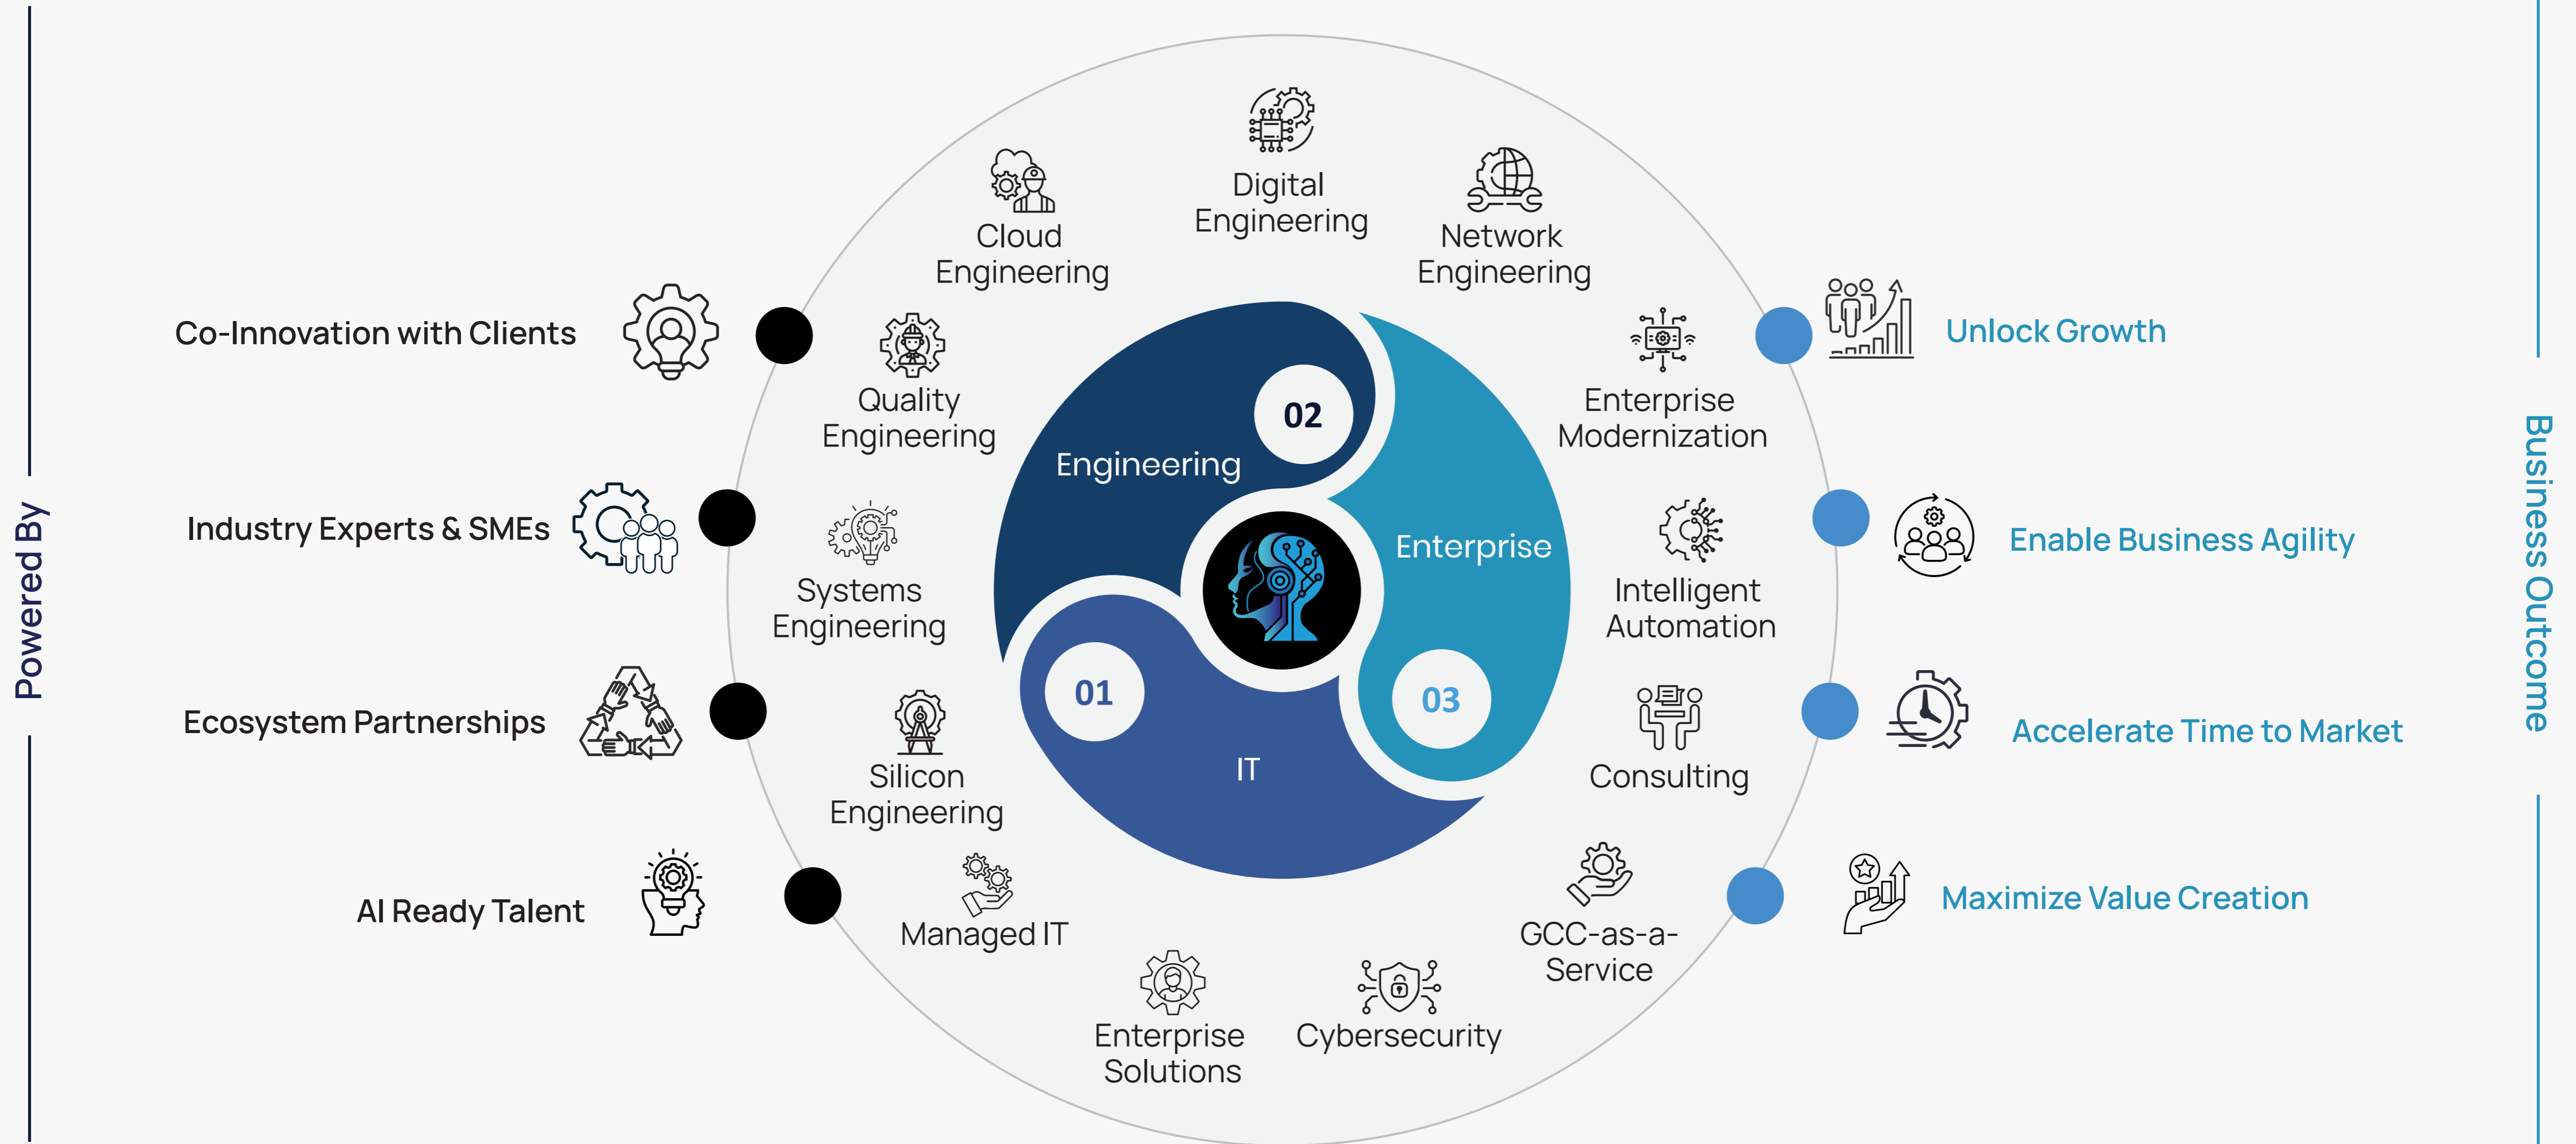 Powered By
Co-Innovation with Clients
Industry Experts & SMEs
Ecosystem Partnerships
AI Ready Talent
Digital
Engineering
Cloud
Engineering
Network
Engineering
Quality
Engineering
Enterprise
Modernization
Systems
Engineering
Intelligent
Automation
Silicon
Engineering
Consulting
Managed IT
GCC-as-a-
Service
Enterprise
Solutions
Cybersecurity
02
Engineering
Enterprise
01
03
IT
Unlock Growth
Enable Business Agility
Accelerate Time to Market
Maximize Value Creation
Business Outcome